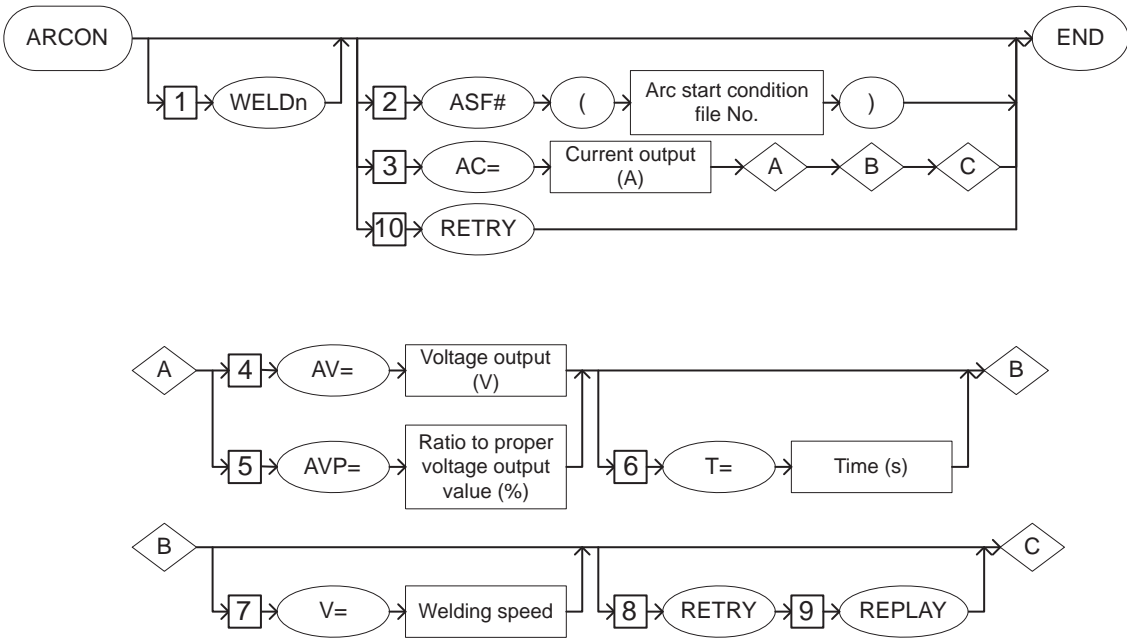 ARCON
END
1 WELDn
2 ASF# ( Arc start condition
file No. )
3 AC= Current output
(A) A B C
10 RETRY
A 4 AV= Voltage output
(V) B
5 AVP= Ratio to proper
voltage output
value (%)
6 T= Time (s)
B C
7 V= Welding speed
8 RETRY 9 REPLAY